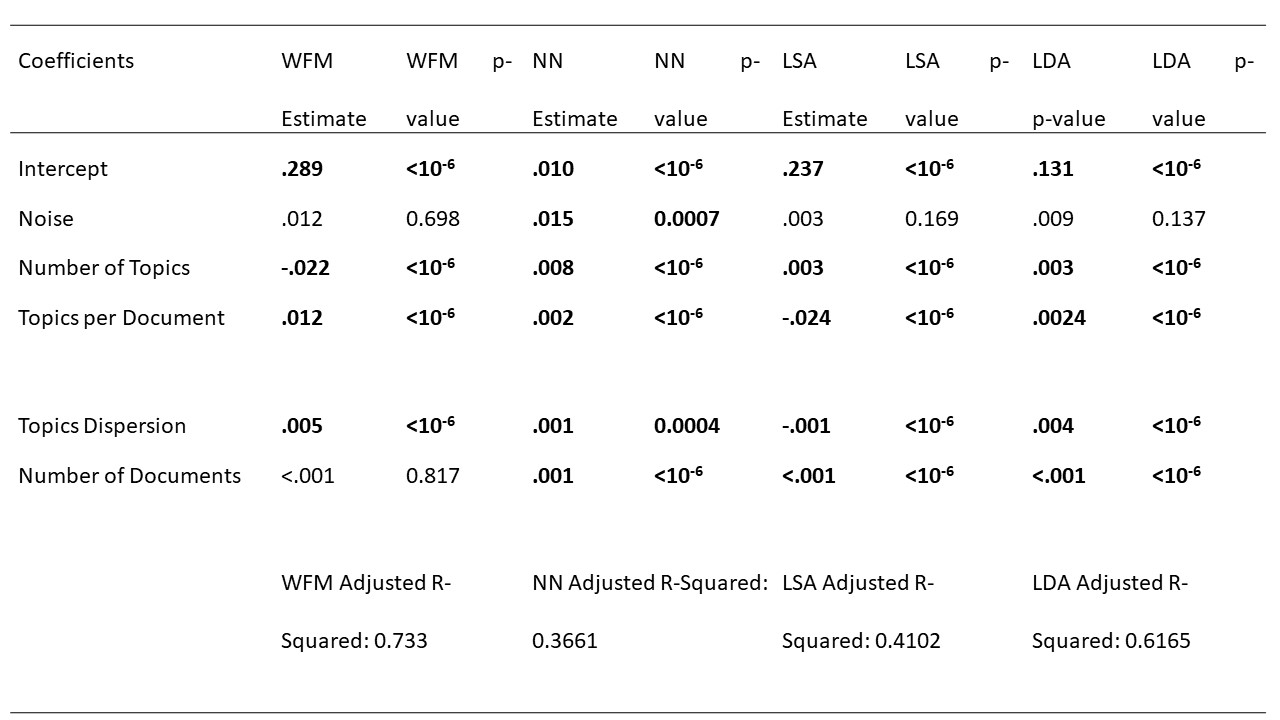 Coefficients WFM WFM p- NN NN p- LSA LSA p- LDA LDA p-
Estimate value Estimate value Estimate value p-value value
Intercept .289 <10-6 .010 <10-6 .237 <10-6 .131 <10-6
Noise .012 0.698 .015 0.0007 .003 0.169 .009 0.137
Number of Topics -.022 <10-6 .008 <10-6 .003 <10-6 .003 <10-6
Topics per Document .012 <10-6 .002 <10-6 -.024 <10-6 .0024 <10-6
Topics Dispersion .005 <10-6 .001 0.0004 -.001 <10-6 .004 <10-6
Number of Documents <.001 0.817 .001 <10-6 <.001 <10-6 <.001 <10-6
WFM Adjusted R- NN Adjusted R-Squared: LSA Adjusted R- LDA Adjusted R-
Squared: 0.733 0.3661 Squared: 0.4102 Squared: 0.6165